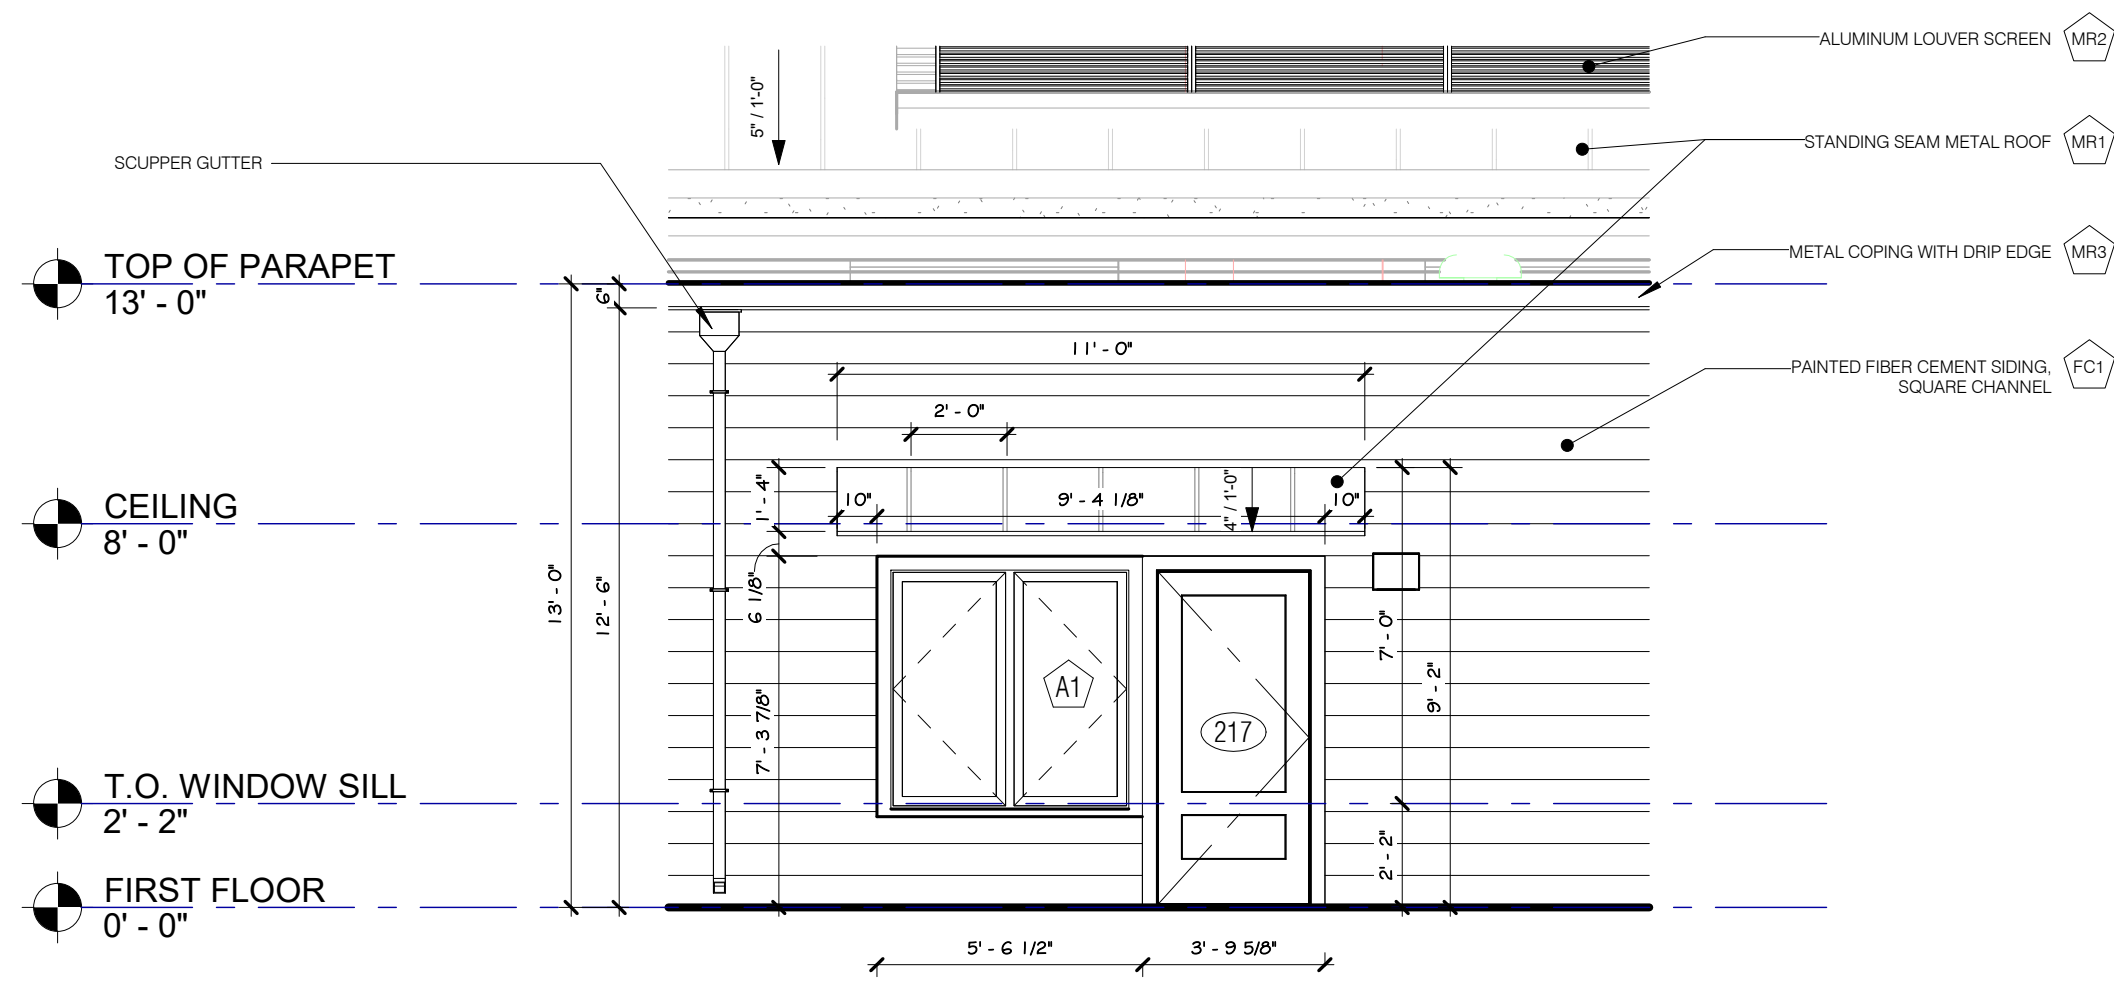 ALUMINUM LOUVER SCREEN
MR2
5" / 1'-0"
STANDING SEAM METAL ROOF
MR1
SCUPPER GUTTER
METAL COPING WITH DRIP EDGE
MR3
TOP OF PARAPET
13' - 0"
6"
11' - 0"
PAINTED FIBER CEMENT SIDING,
SQUARE CHANNEL
FC1
2' - 0"
1' - 4"
10"
9' - 4 1/8"
4" / 1'-0"
10"
CEILING
8' - 0"
13' - 0"
12' - 6"
6 1/8"
7' - 0"
9' - 2"
A1
217
7' - 3 7/8"
T.O. WINDOW SILL
2' - 2"
2' - 2"
FIRST FLOOR
0' - 0"
5' - 6 1/2"
3' - 9 5/8"